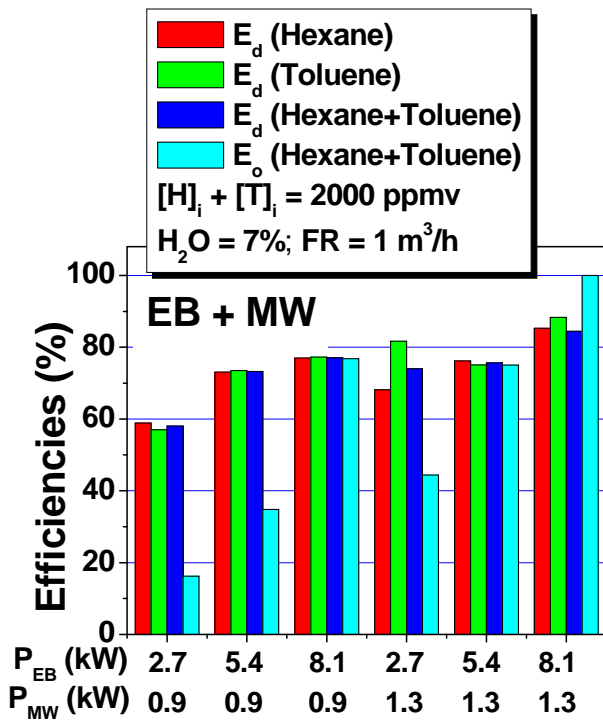 E_d (Hexane)
E_d (Toluene)
E_d (Hexane+Toluene)
E_o (Hexane+Toluene)
[H]_i + [T]_i = 2000 ppmv
H₂O = 7%; FR = 1 m³/h
EB + MW
Efficiencies (%)
100
80
60
40
20
0
P_EB (kW) 2.7 5.4 8.1 2.7 5.4 8.1
P_MW (kW) 0.9 0.9 0.9 1.3 1.3 1.3